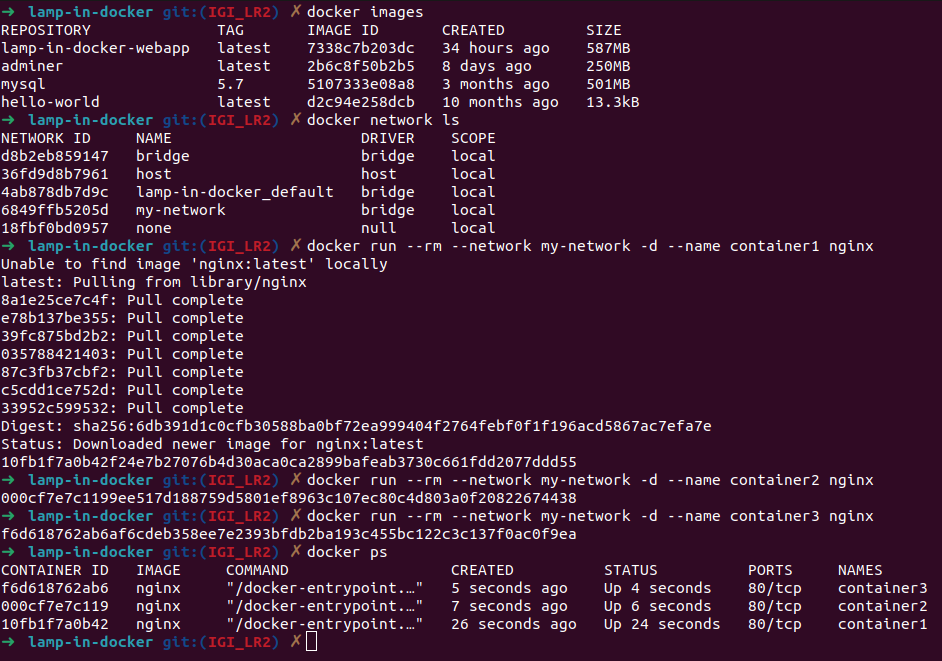 → lamp-in-docker git:(IGI_LR2) ✗ docker images
REPOSITORY TAG IMAGE ID CREATED SIZE
lamp-in-docker-webapp latest 7338c7b203dc 34 hours ago 587MB
adminer latest 2b6c8f50b2b5 8 days ago 250MB
mysql 5.7 5107333e08a8 3 months ago 501MB
hello-world latest d2c94e258dcb 10 months ago 13.3kB
→ lamp-in-docker git:(IGI_LR2) ✗ docker network ls
NETWORK ID NAME DRIVER SCOPE
d8b2eb859147 bridge bridge local
36fd9d8b7961 host host local
4ab878db7d9c lamp-in-docker_default bridge local
6849ffb5205d my-network bridge local
18fbf0bd0957 none null local
→ lamp-in-docker git:(IGI_LR2) ✗ docker run --rm --network my-network -d --name container1 nginx
Unable to find image 'nginx:latest' locally
latest: Pulling from library/nginx
8a1e25ce7c4f: Pull complete
e78b137be355: Pull complete
39fc875bd2b2: Pull complete
035788421403: Pull complete
87c3fb37cbf2: Pull complete
c5cdd1ce752d: Pull complete
33952c599532: Pull complete
Digest: sha256:6db391d1c0cfb30588ba0bf72ea999404f2764febf0f1f196acd5867ac7efa7e
Status: Downloaded newer image for nginx:latest
10fb1f7a0b42f24e7b27076b4d30aca0ca2899bafeab3730c661fdd2077ddd55
→ lamp-in-docker git:(IGI_LR2) ✗ docker run --rm --network my-network -d --name container2 nginx
000cf7e7c1199ee517d188759d5801ef8963c107ec80c4d803a0f20822674438
→ lamp-in-docker git:(IGI_LR2) ✗ docker run --rm --network my-network -d --name container3 nginx
f6d618762ab6af6cdeb358ee7e2393bfdb2ba193c455bc122c3c137f0ac0f9ea
→ lamp-in-docker git:(IGI_LR2) ✗ docker ps
CONTAINER ID IMAGE COMMAND CREATED STATUS PORTS NAMES
f6d618762ab6 nginx "/docker-entrypoint.…" 5 seconds ago Up 4 seconds 80/tcp container3
000cf7e7c119 nginx "/docker-entrypoint.…" 7 seconds ago Up 6 seconds 80/tcp container2
10fb1f7a0b42 nginx "/docker-entrypoint.…" 26 seconds ago Up 24 seconds 80/tcp container1
→ lamp-in-docker git:(IGI_LR2) ✗